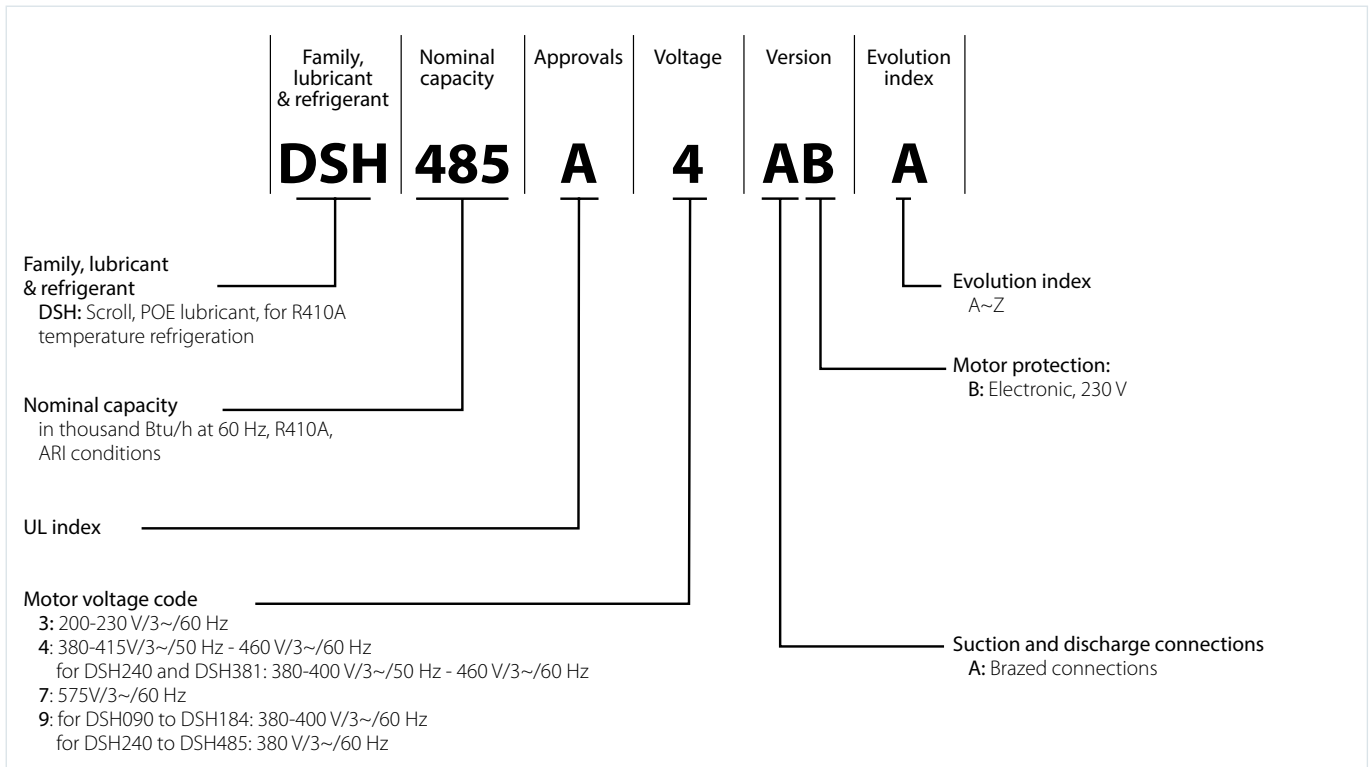 Family,
lubricant
& refrigerant
Nominal
capacity
Approvals
Voltage
Version
Evolution
index
DSH 485 A 4 AB A
Family, lubricant
& refrigerant
DSH: Scroll, POE lubricant, for R410A
temperature refrigeration
Nominal capacity
in thousand Btu/h at 60 Hz, R410A,
ARI conditions
UL index
Motor voltage code
3: 200-230 V/3~/60 Hz
4: 380-415V/3~/50 Hz - 460 V/3~/60 Hz
for DSH240 and DSH381: 380-400 V/3~/50 Hz - 460 V/3~/60 Hz
7: 575V/3~/60 Hz
9: for DSH090 to DSH184: 380-400 V/3~/60 Hz
for DSH240 to DSH485: 380 V/3~/60 Hz
Evolution index
A~Z
Motor protection:
B: Electronic, 230 V
Suction and discharge connections
A: Brazed connections